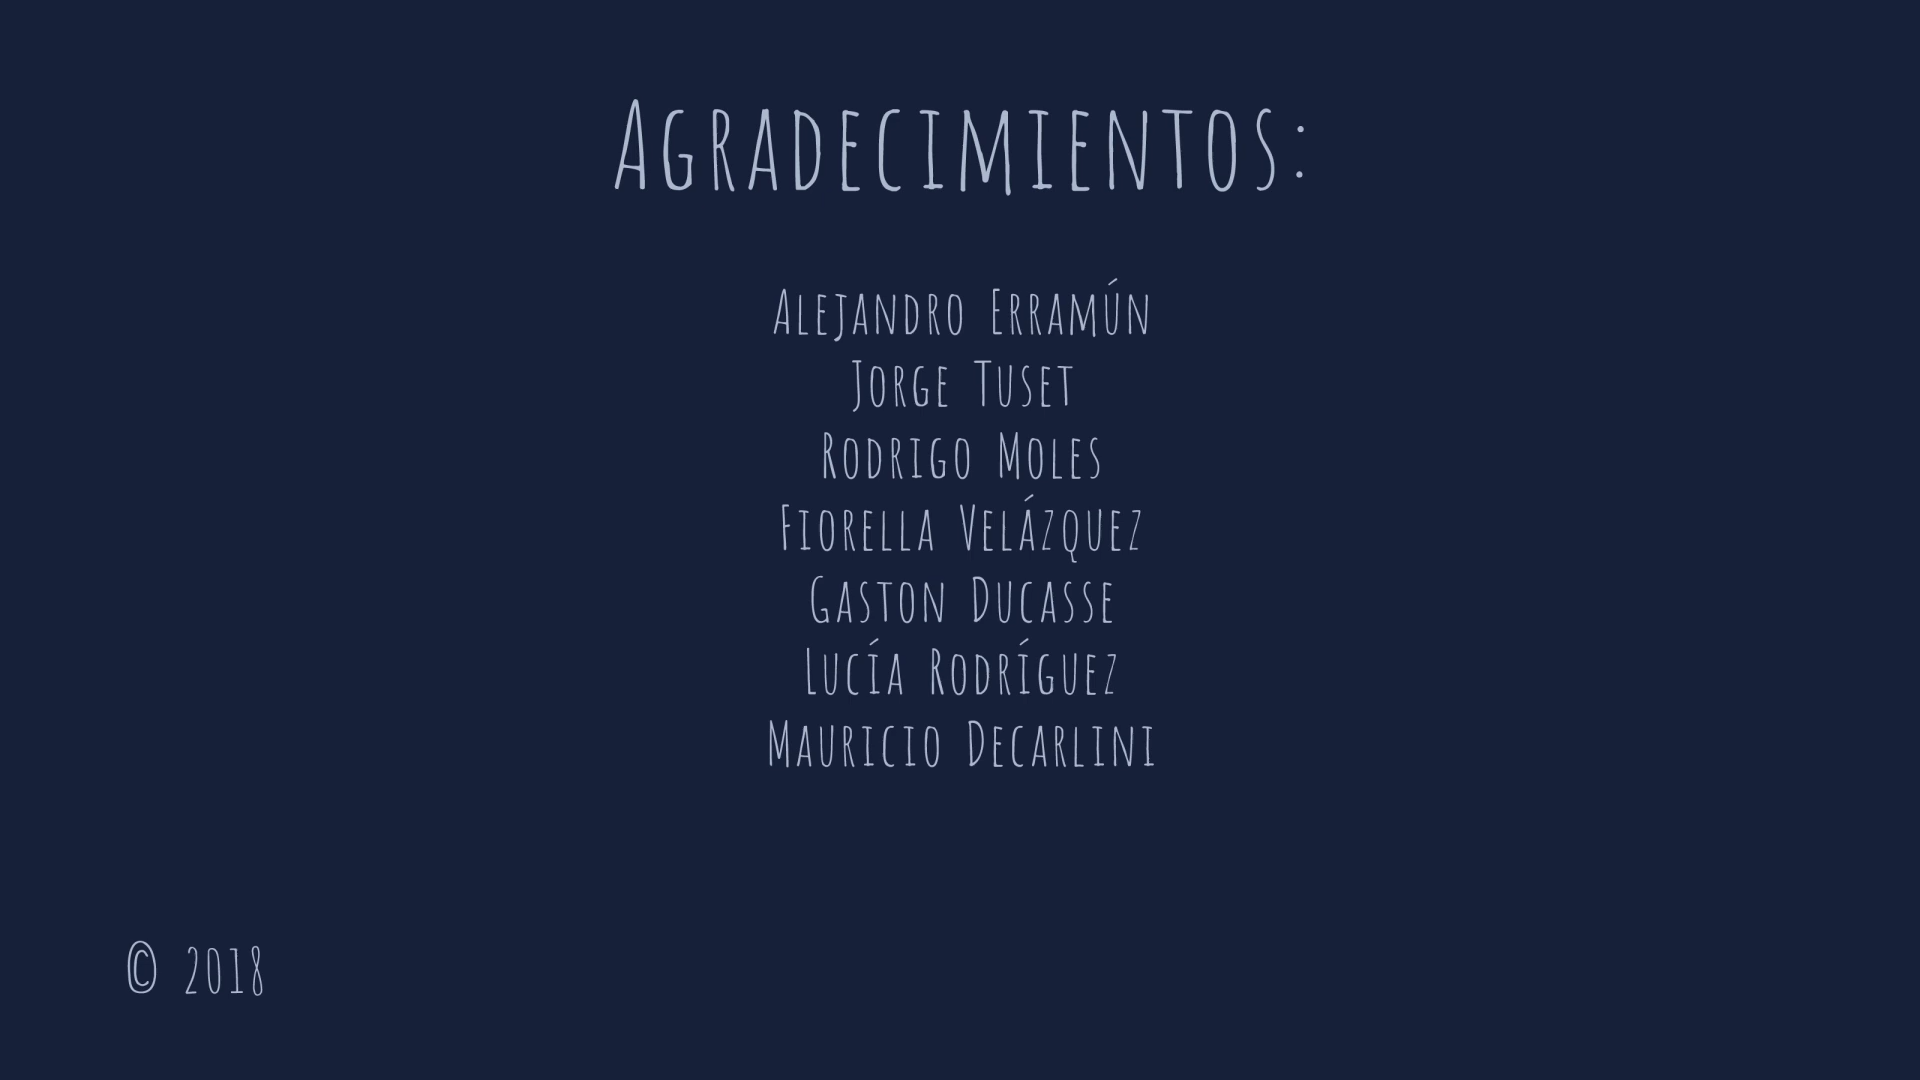 Agradecimientos:
Alejandro Erramún
Jorge Tuset
Rodrigo Moles
Fiorella Velázquez
Gaston Ducasse
Lucía Rodríguez
Mauricio Decarlini
© 2018